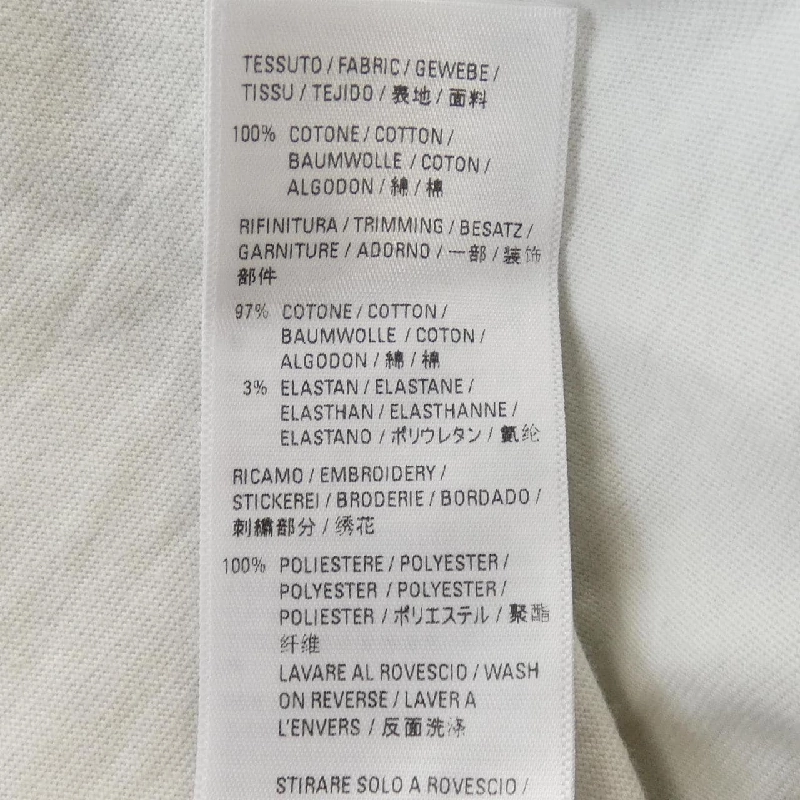 TESSUTO / FABRIC / GEWEBE /
TISSU / TEJIDO / 表地 / 面料
100% COTONE / COTTON /
BAUMWOLLE / COTON /
ALGODON / 綿 / 棉
RIFINITURA / TRIMMING / BESATZ /
GARNITURE / ADORNO / 一部 / 装饰
部件
97% COTONE / COTTON /
BAUMWOLLE / COTON /
ALGODON / 綿 / 棉
3% ELASTAN / ELASTANE /
ELASTHAN / ELASTHANNE /
ELASTANO / ポリウレタン / 氨纶
RICAMO / EMBROIDERY /
STICKEREI / BRODERIE / BORDADO /
刺繍部分 / 绣花
100% POLIESTERE / POLYESTER /
POLYESTER / POLYESTER /
POLIESTER / ポリエステル / 聚酯
纤维
LAVARE AL ROVESCIO / WASH
ON REVERSE / LAVER A
L'ENVERS / 反面洗涤
STIRARE SOLO A ROVESCIO /